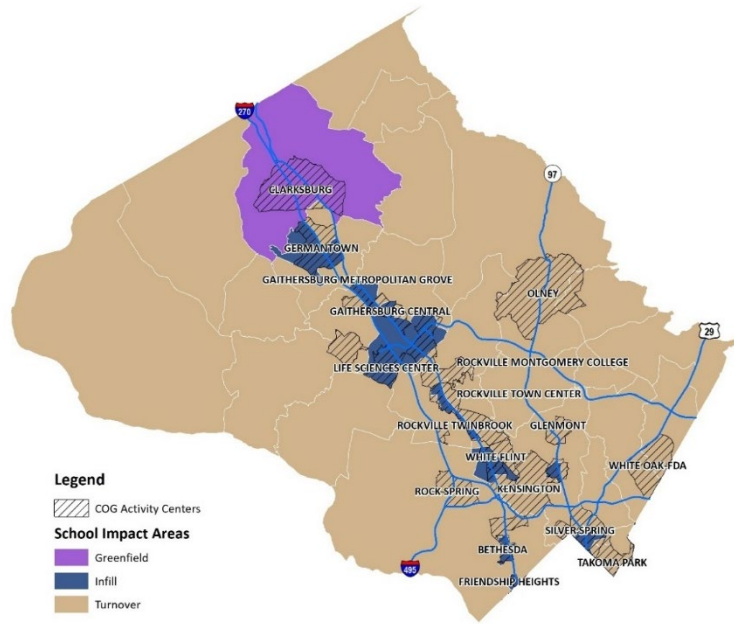 270
97
CLARKSBURG
GERMANTOWN
GAITHERSBURG METROPOLITAN GROVE
OLNEY
GAITHERSBURG CENTRAL
29
LIFE SCIENCES CENTER
ROCKVILLE MONTGOMERY COLLEGE
ROCKVILLE TOWN CENTER
ROCKVILLE TWINBROOK
GLENMONT
WHITE FLINT
WHITE OAK-FDA
ROCK SPRING
KENSINGTON
SILVER SPRING
BETHESDA
TAKOMA PARK
495
FRIENDSHIP HEIGHTS
Legend
COG Activity Centers
School Impact Areas
Greenfield
Infill
Turnover